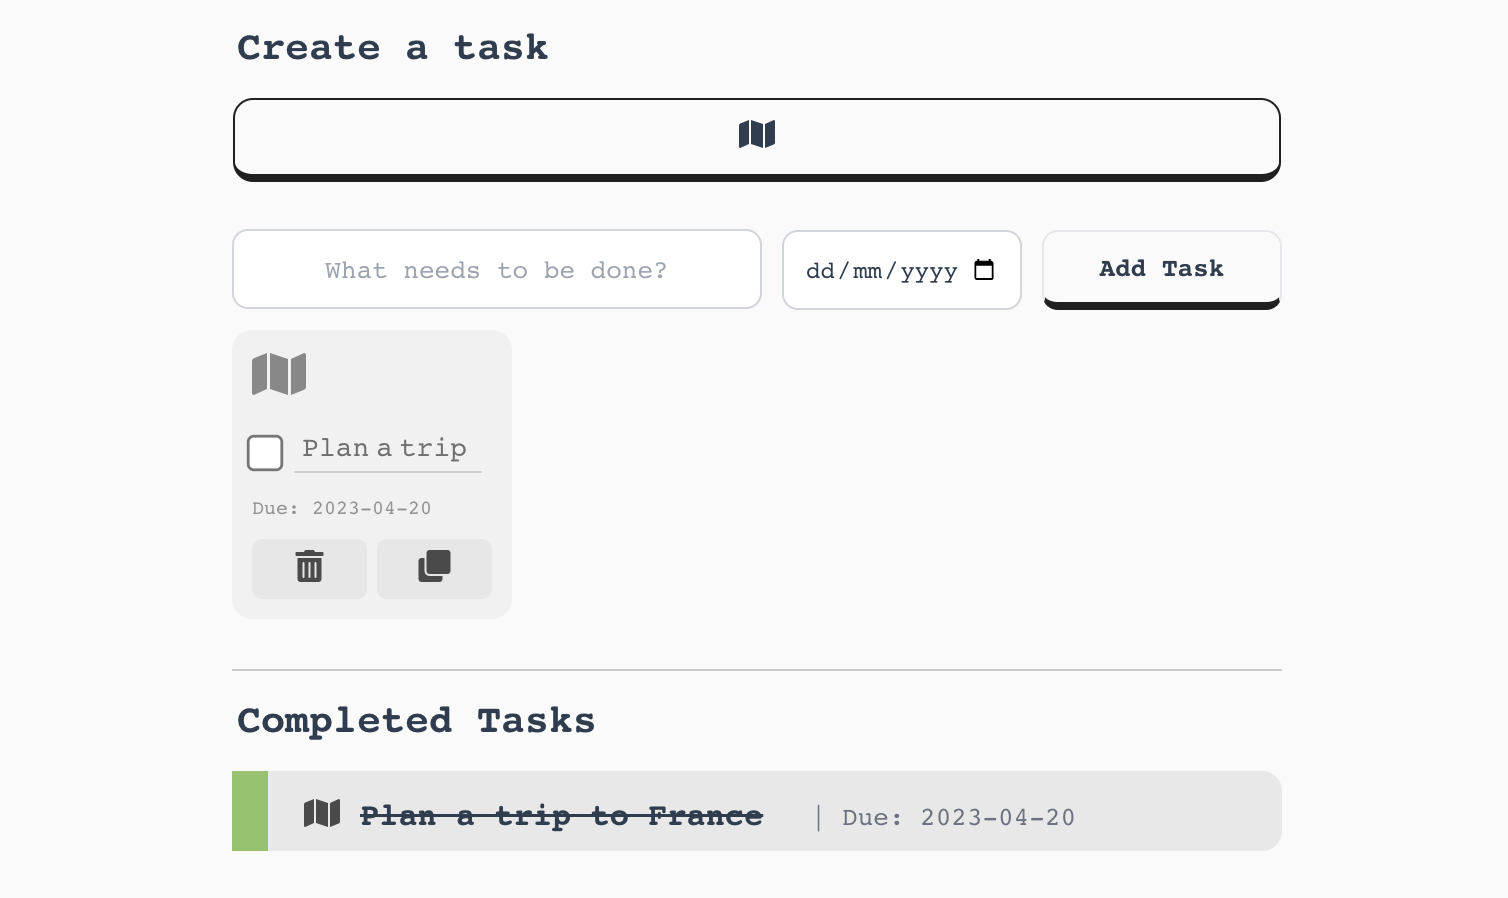 Create a task
What needs to be done?
dd/mm/yyyy
Add Task
Plan a trip
Due: 2023-04-20
Completed Tasks
Plan a trip to France | Due: 2023-04-20